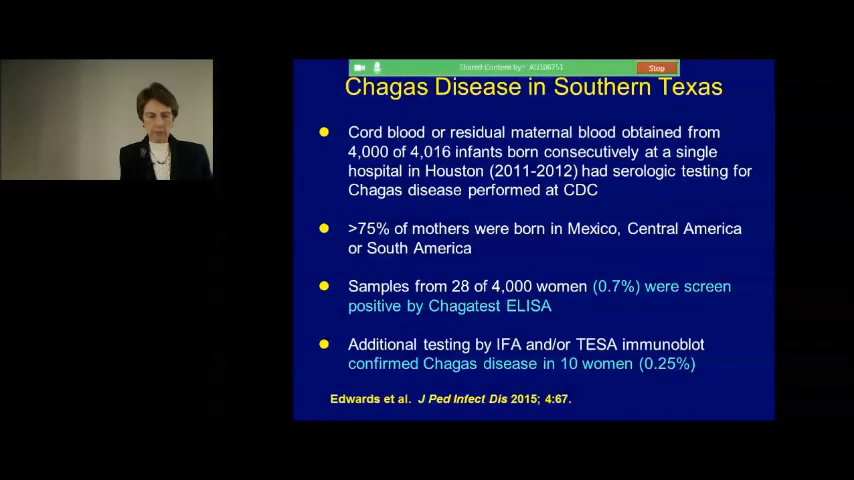 Shared Content by: AU106751
Stop
Chagas Disease in Southern Texas
Cord blood or residual maternal blood obtained from
4,000 of 4,016 infants born consecutively at a single
hospital in Houston (2011-2012) had serologic testing for
Chagas disease performed at CDC
>75% of mothers were born in Mexico, Central America
or South America
Samples from 28 of 4,000 women (0.7%) were screen
positive by Chagatest ELISA
Additional testing by IFA and/or TESA immunoblot
confirmed Chagas disease in 10 women (0.25%)
Edwards et al. J Ped Infect Dis 2015; 4:67.